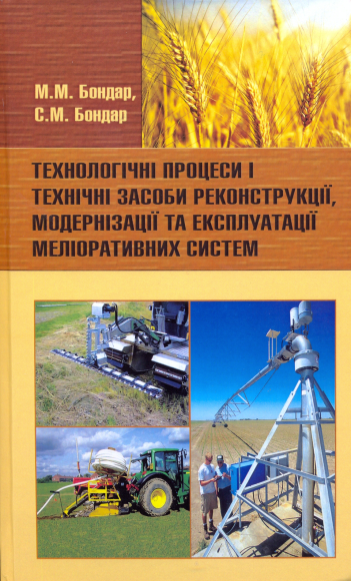 М.М. Бондар,
С.М. Бондар
ТЕХНОЛОГІЧНІ ПРОЦЕСИ І
ТЕХНІЧНІ ЗАСОБИ РЕКОНСТРУКЦІЇ,
МОДЕРНІЗАЦІЇ ТА ЕКСПЛУАТАЦІЇ
МЕЛІОРАТИВНИХ СИСТЕМ